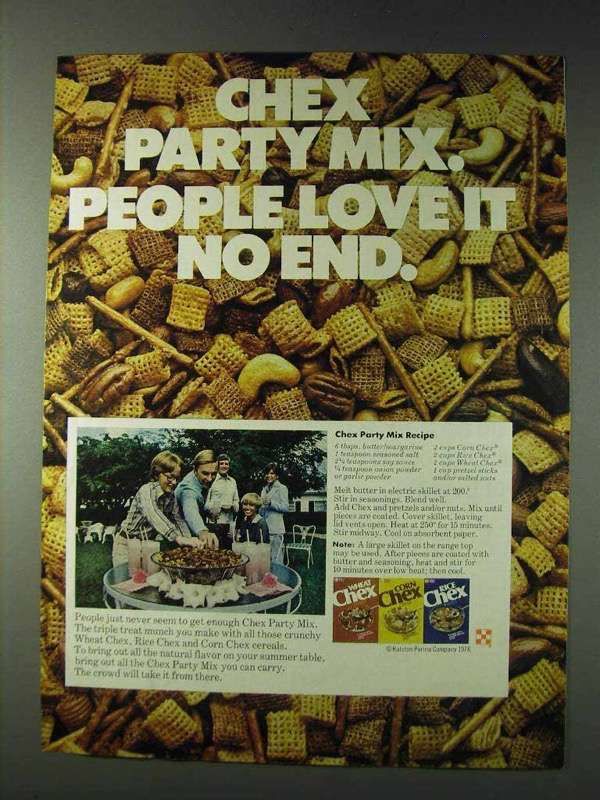 CHEX
PARTY MIX.
PEOPLE LOVE IT
NO END.
Chex Party Mix Recipe
6 tbsps. butter/margarine
1 teaspoon seasoned salt
teaspoons soy sauce
¼ teaspoon onion powder
or garlic powder
2 cups Corn Chex®
2 cups Rice Chex®
2 cups Wheat Chex®
1 cup pretzel sticks
and/or salted nuts
Melt butter in electric skillet at 200.°
Stir in seasonings. Blend well.
Add Chex and pretzels and/or nuts. Mix until
pieces are coated. Cover skillet, leaving
lid vents open. Heat at 250° for 15 minutes.
Stir midway. Cool on absorbent paper.
Note: A large skillet on the range top
may be used. After pieces are coated with
butter and seasoning, heat and stir for
10 minutes over low heat; then cool.
WHEAT Chex
CORN Chex
RICE Chex
© Ralston Purina Company 1976
People just never seem to get enough Chex Party Mix.
The triple treat munch you make with all those crunchy
Wheat Chex, Rice Chex and Corn Chex cereals.
To bring out all the natural flavor on your summer table,
bring out all the Chex Party Mix you can carry.
The crowd will take it from there.